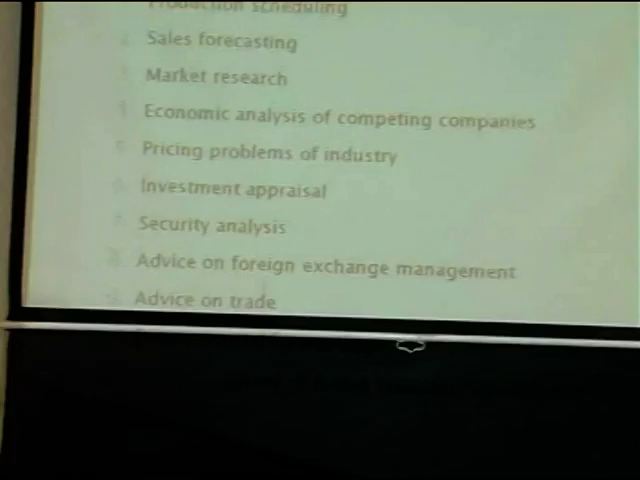 Production scheduling
Sales forecasting
Market research
Economic analysis of competing companies
Pricing problems of industry
Investment appraisal
Security analysis
Advice on foreign exchange management
Advice on trade